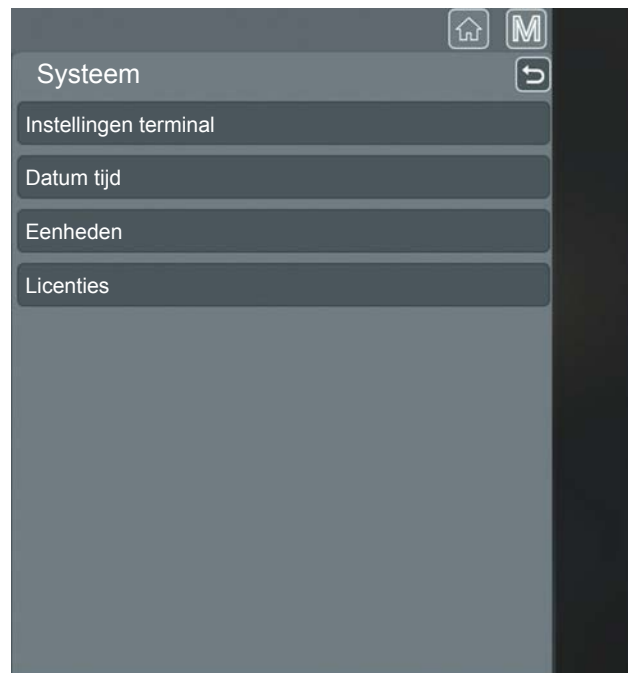 M
Systeem
Instellingen terminal
Datum tijd
Eenheden
Licenties